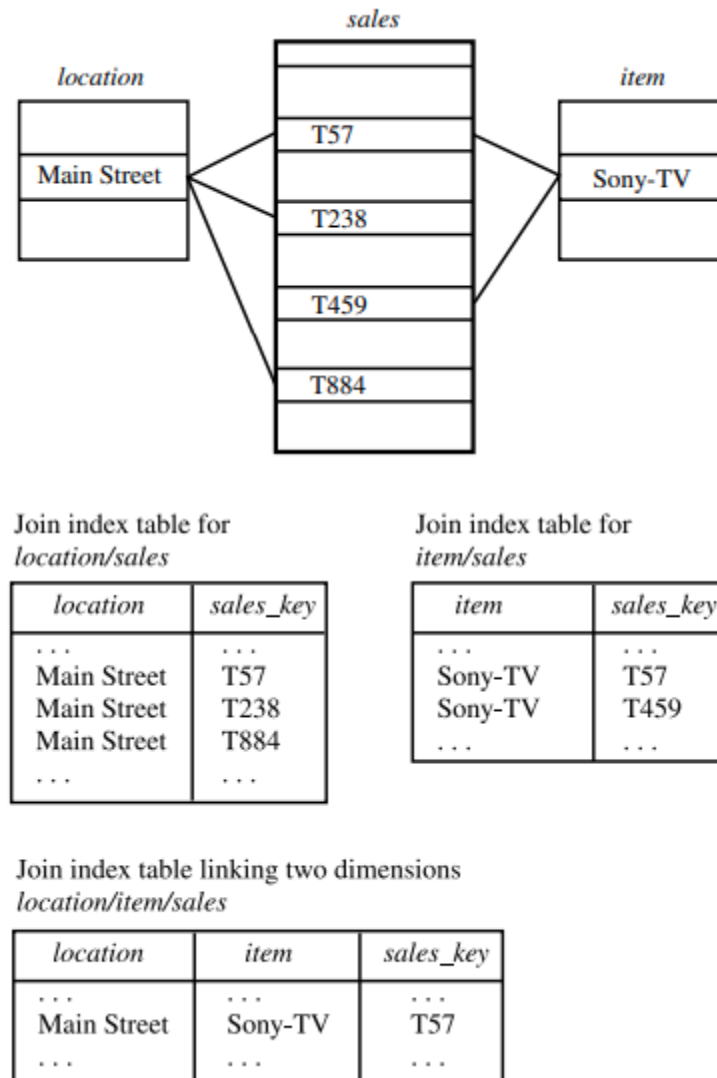 sales
location
item
T57
Main Street
Sony-TV
T238
T459
T884
Join index table for
location/sales
location sales_key
. . . . . .
Main Street T57
Main Street T238
Main Street T884
. . . . . .
Join index table for
item/sales
item sales_key
. . . . . .
Sony-TV T57
Sony-TV T459
. . . . . .
Join index table linking two dimensions
location/item/sales
location item sales_key
. . . . . . . . .
Main Street Sony-TV T57
. . . . . . . . .